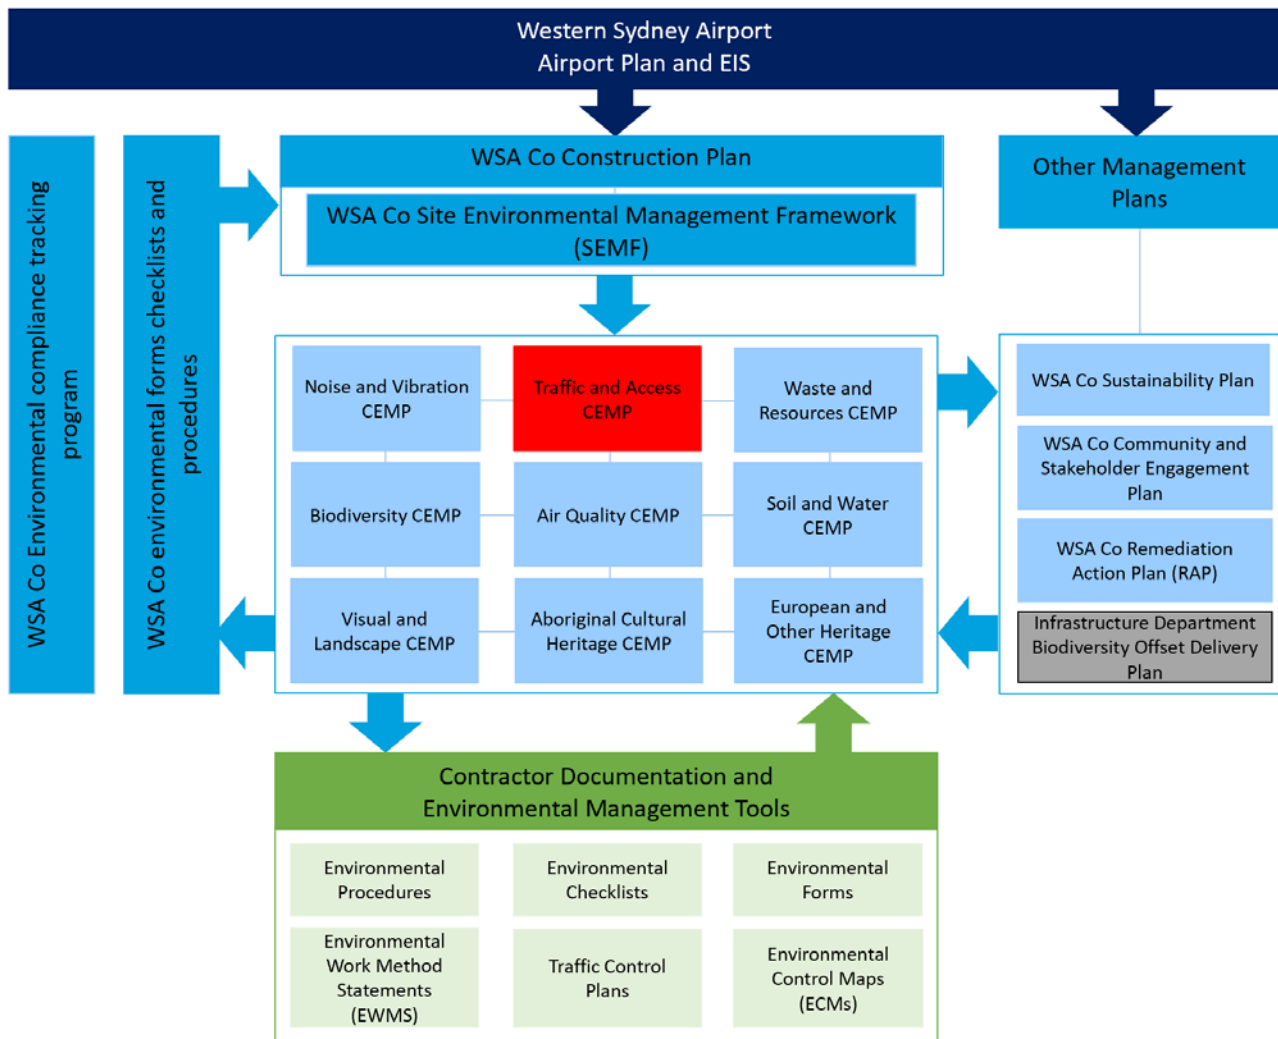 Western Sydney Airport
Airport Plan and EIS
WSA Co Environmental compliance tracking
program
WSA Co environmental forms checklists and
procedures
WSA Co Construction Plan
WSA Co Site Environmental Management Framework
(SEMF)
Other Management
Plans
Noise and Vibration
CEMP
Traffic and Access
CEMP
Waste and
Resources CEMP
Biodiversity CEMP
Air Quality CEMP
Soil and Water
CEMP
Visual and
Landscape CEMP
Aboriginal Cultural
Heritage CEMP
European and
Other Heritage
CEMP
WSA Co Sustainability Plan
WSA Co Community and
Stakeholder Engagement
Plan
WSA Co Remediation
Action Plan (RAP)
Infrastructure Department
Biodiversity Offset Delivery
Plan
Contractor Documentation and
Environmental Management Tools
Environmental
Procedures
Environmental
Checklists
Environmental
Forms
Environmental
Work Method
Statements
(EWMS)
Traffic Control
Plans
Environmental
Control Maps
(ECMs)